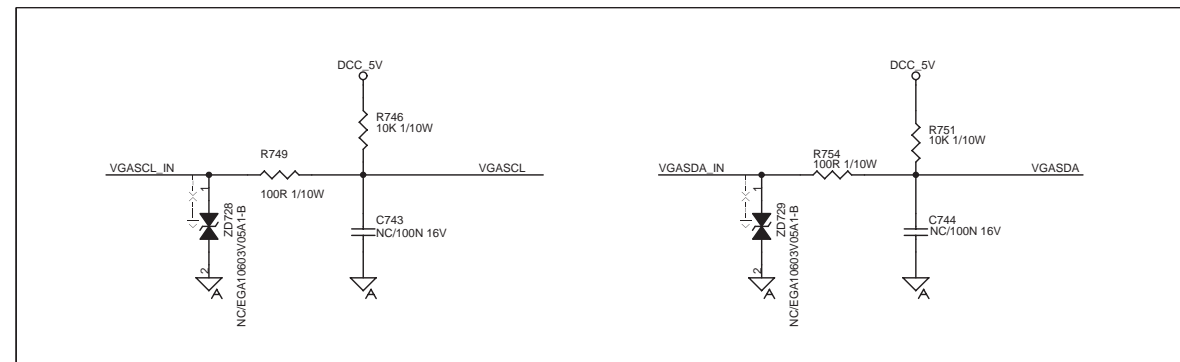 DCC_5V
R746
10K 1/10W
R749
VGASCL_IN
VGASCL
100R 1/10W
1
ZD728
NC/EGA10603V05A1-B
2
C743
NC/100N 16V
A
A
DCC_5V
R751
10K 1/10W
R754
100R 1/10W
VGASDA_IN
VGASDA
1
ZD729
NC/EGA10603V05A1-B
2
C744
NC/100N 16V
A
A